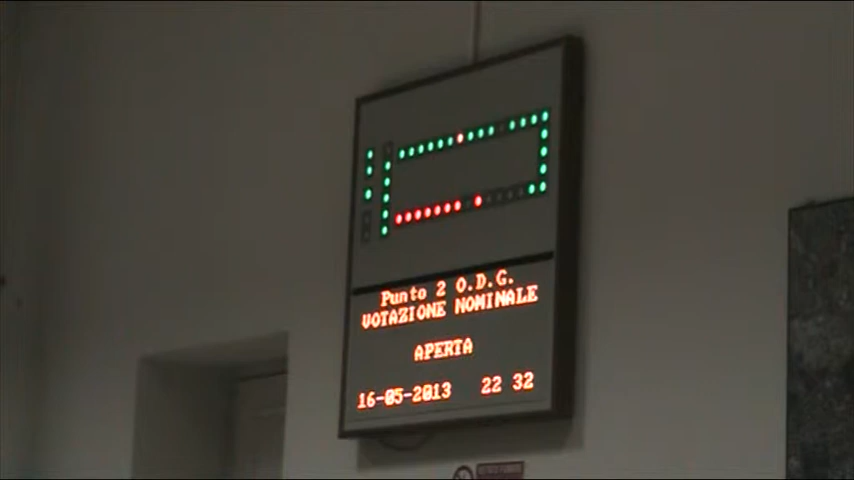 Punto 2 O.D.G.
VOTAZIONE NOMINALE
APERTA
16-05-2013 22 32